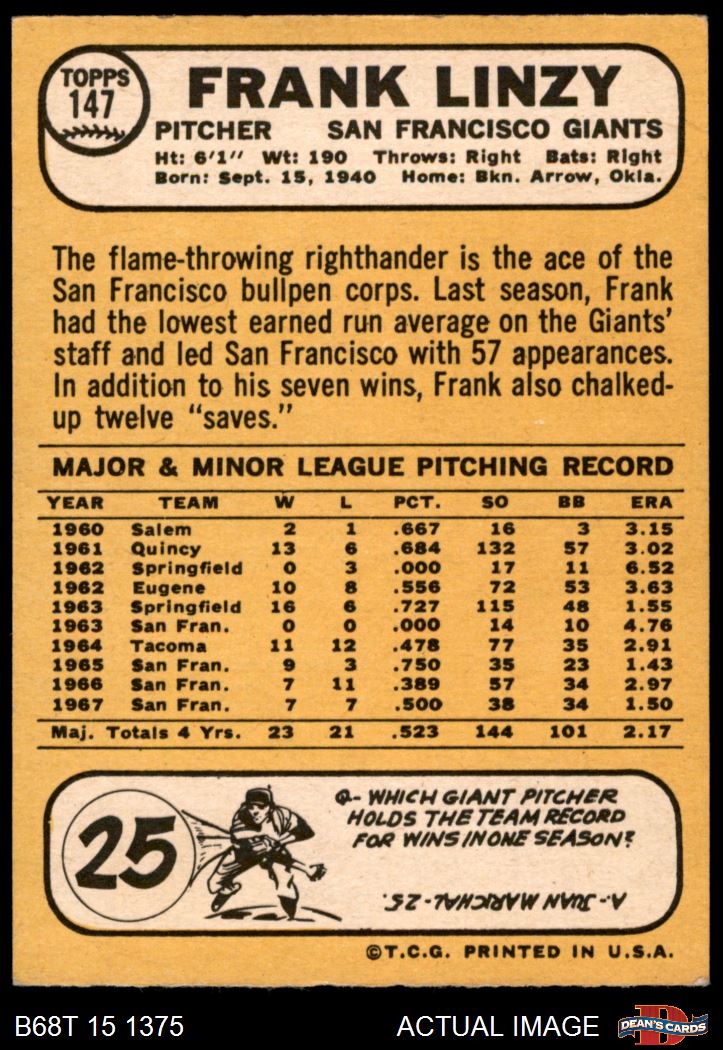 TOPPS
147
FRANK LINZY
PITCHER SAN FRANCISCO GIANTS
Ht: 6'1" Wt: 190 Throws: Right Bats: Right
Born: Sept. 15, 1940 Home: Bkn. Arrow, Okla.
The flame-throwing righthander is the ace of the
San Francisco bullpen corps. Last season, Frank
had the lowest earned run average on the Giants'
staff and led San Francisco with 57 appearances.
In addition to his seven wins, Frank also chalked-
up twelve "saves."
MAJOR & MINOR LEAGUE PITCHING RECORD
YEAR TEAM W L PCT. SO BB ERA
1960 Salem 2 1 .667 16 3 3.15
1961 Quincy 13 6 .684 132 57 3.02
1962 Springfield 0 3 .000 17 11 6.52
1962 Eugene 10 8 .556 72 53 3.63
1963 Springfield 16 6 .727 115 48 1.55
1963 San Fran. 0 0 .000 14 10 4.76
1964 Tacoma 11 12 .478 77 35 2.91
1965 San Fran. 9 3 .750 35 23 1.43
1966 San Fran. 7 11 .389 57 34 2.97
1967 San Fran. 7 7 .500 38 34 1.50
Maj. Totals 4 Yrs. 23 21 .523 144 101 2.17
25
Q- WHICH GIANT PITCHER
HOLDS THE TEAM RECORD
FOR WINS IN ONE SEASON?
A- JUAN MARICHAL-25.
©T.C.G. PRINTED IN U.S.A.
B68T 15 1375 ACTUAL IMAGE
D
DEAN'S CARDS